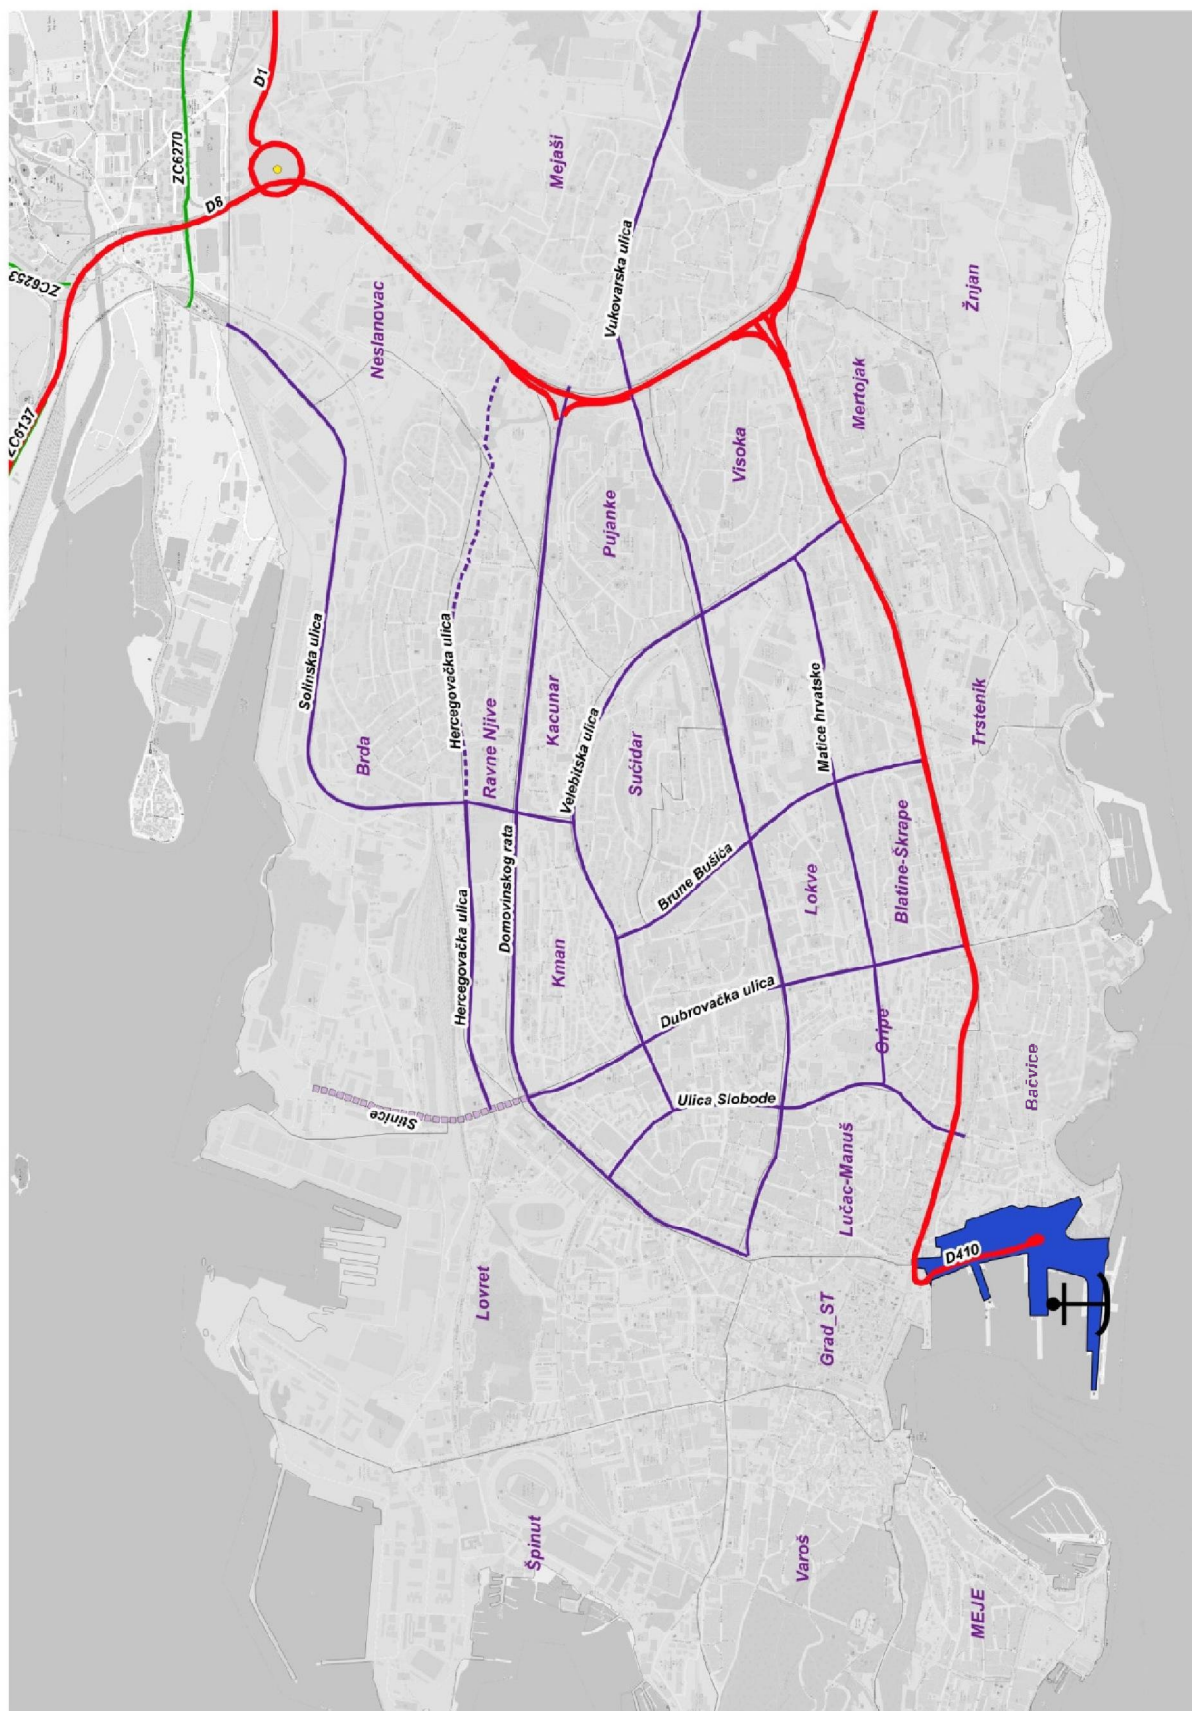 D1
ZC6270
D8
ZC6253
ZC6137
Mejaši
Vukovarska ulica
Neslanovac
Žnjan
Mertojak
Visoka
Pujanke
Solinska ulica
Hercegovačka ulica
Ravne Njive
Kacunar
Velebitska ulica
Sućidar
Matice hrvatske
Trstenik
Brda
Domovinskog rata
Brune Bušića
Lokve
Blatine-Škrape
Hercegovačka ulica
Kman
Dubrovačka ulica
Gripe
Stinice
Ulica Slobode
Bačvice
Lučac-Manuš
D410
Lovret
Grad_ST
Špinut
Varoš
MEJE